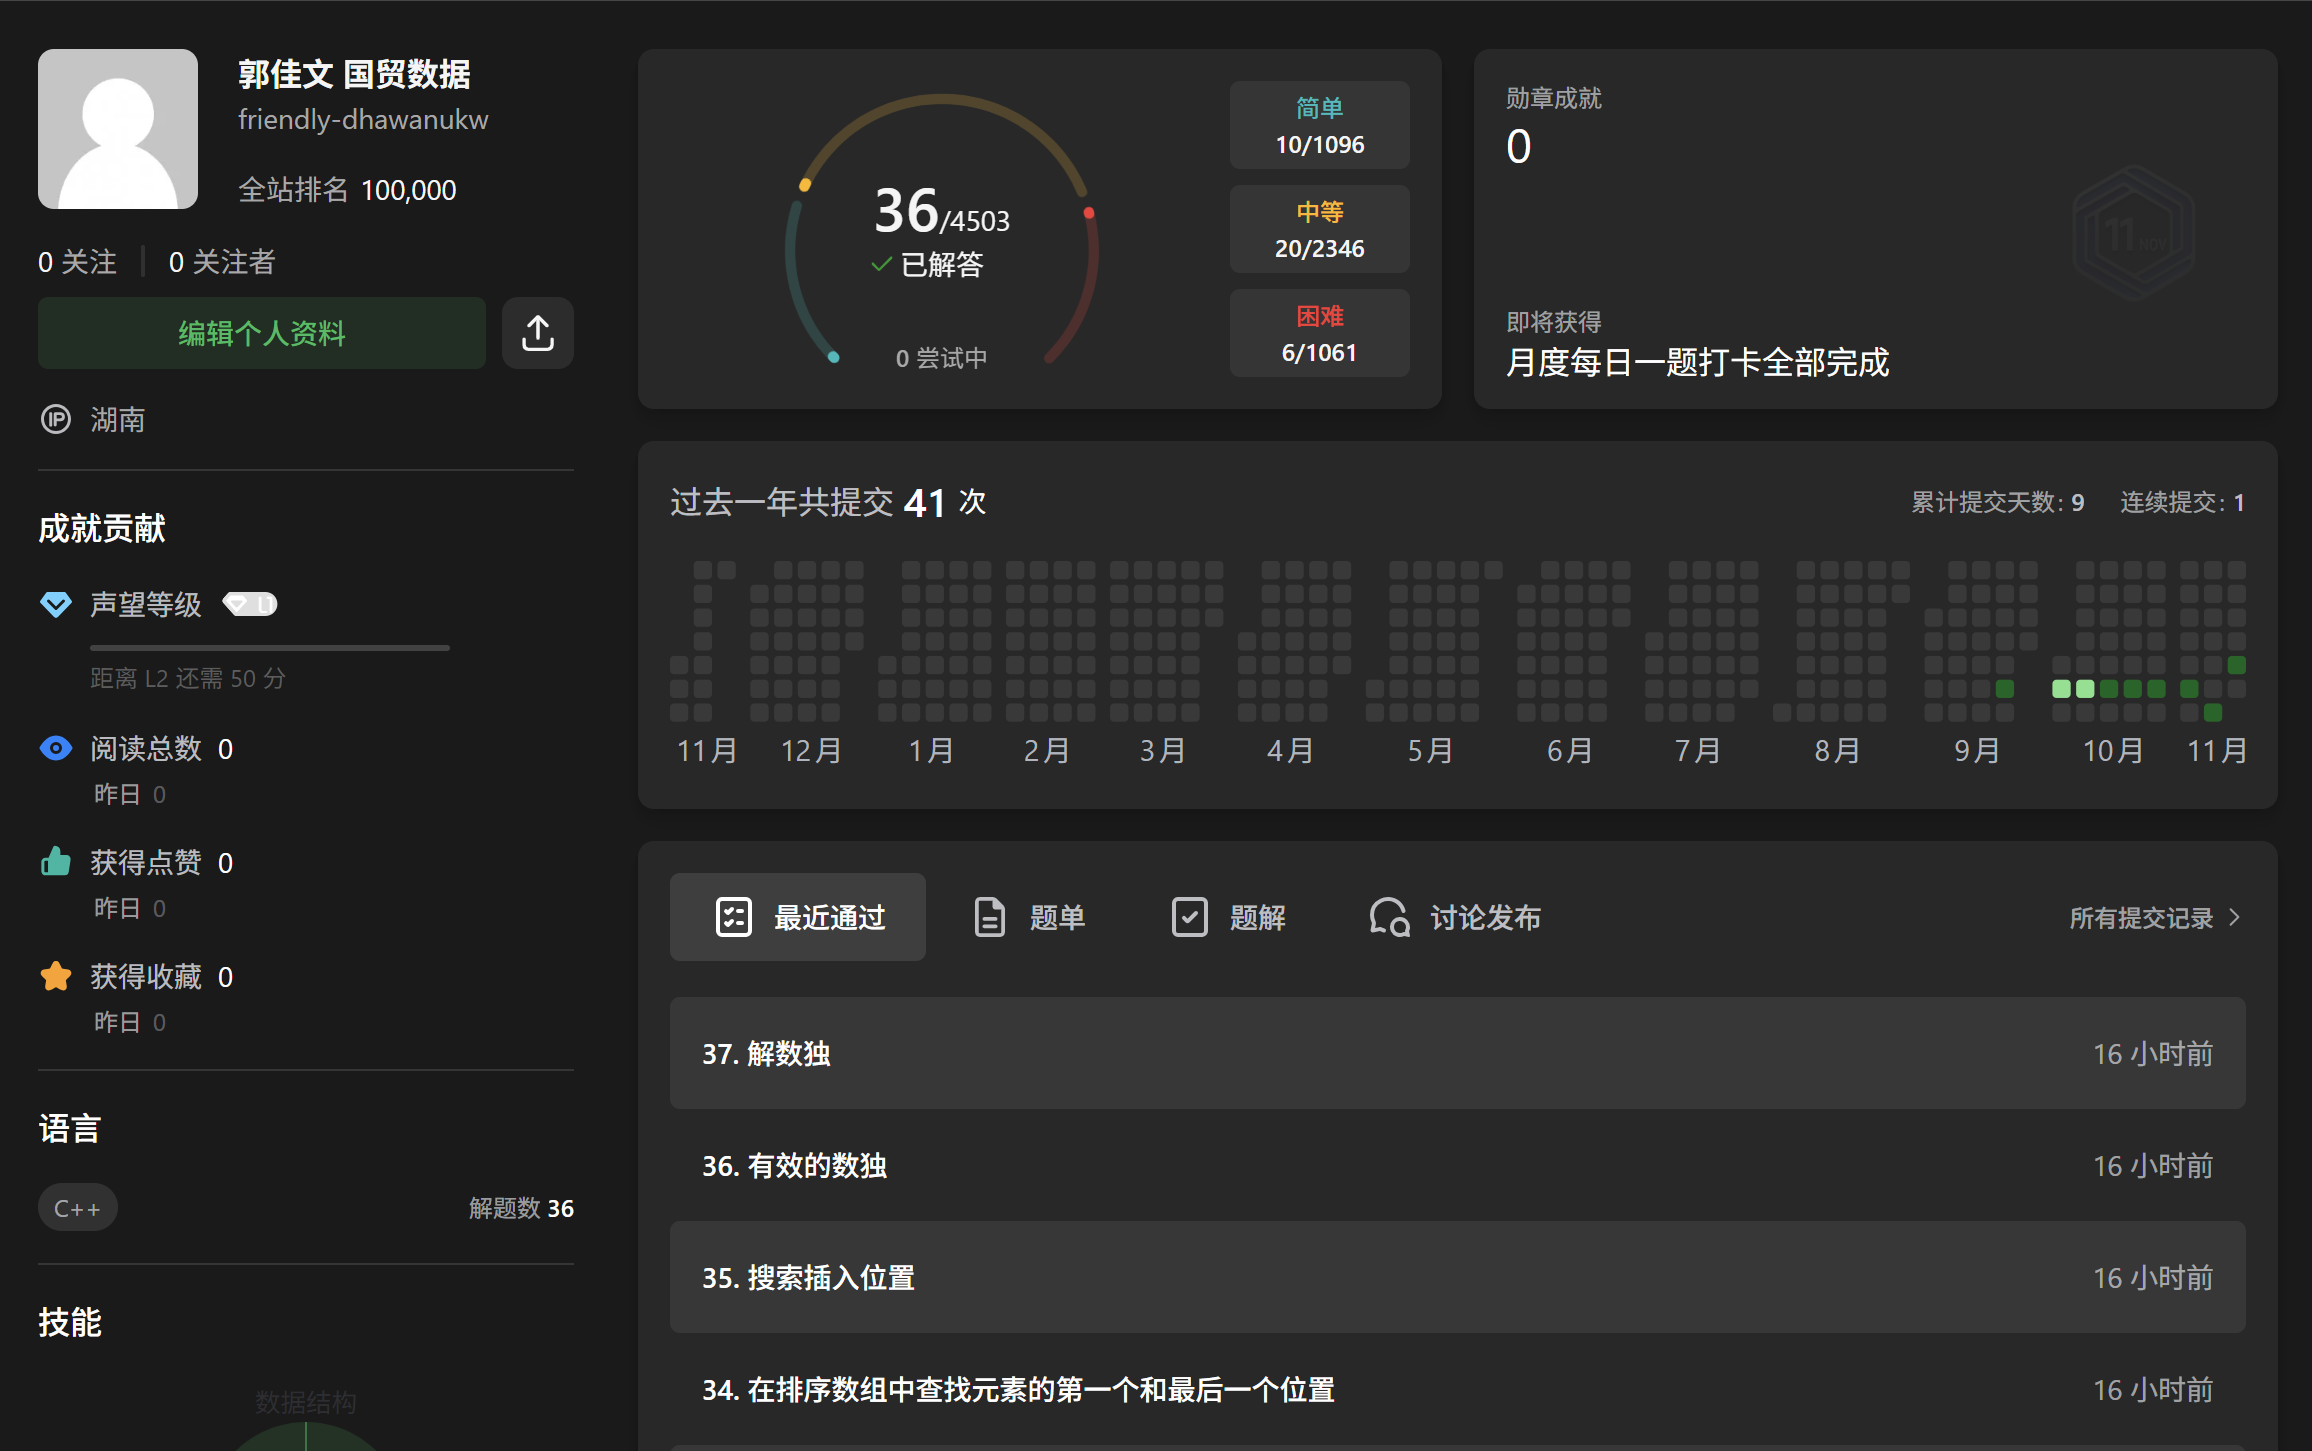 郭佳文 国贸数据
friendly-dhawanukw
全站排名 100,000
0 关注 | 0 关注者
编辑个人资料
IP 湖南
成就贡献
声望等级 L1
距离 L2 还需 50 分
阅读总数 0
昨日 0
获得点赞 0
昨日 0
获得收藏 0
昨日 0
语言
C++ 解题数 36
技能
数据结构
36/4503
已解答
0 尝试中
简单
10/1096
中等
20/2346
困难
6/1061
勋章成就
0
11 NOV
即将获得
月度每日一题打卡全部完成
过去一年共提交 41 次
累计提交天数: 9 连续提交: 1
11月 12月 1月 2月 3月 4月 5月 6月 7月 8月 9月 10月 11月
最近通过 题单 题解 讨论发布 所有提交记录
37. 解数独 16 小时前
36. 有效的数独 16 小时前
35. 搜索插入位置 16 小时前
34. 在排序数组中查找元素的第一个和最后一个位置 16 小时前